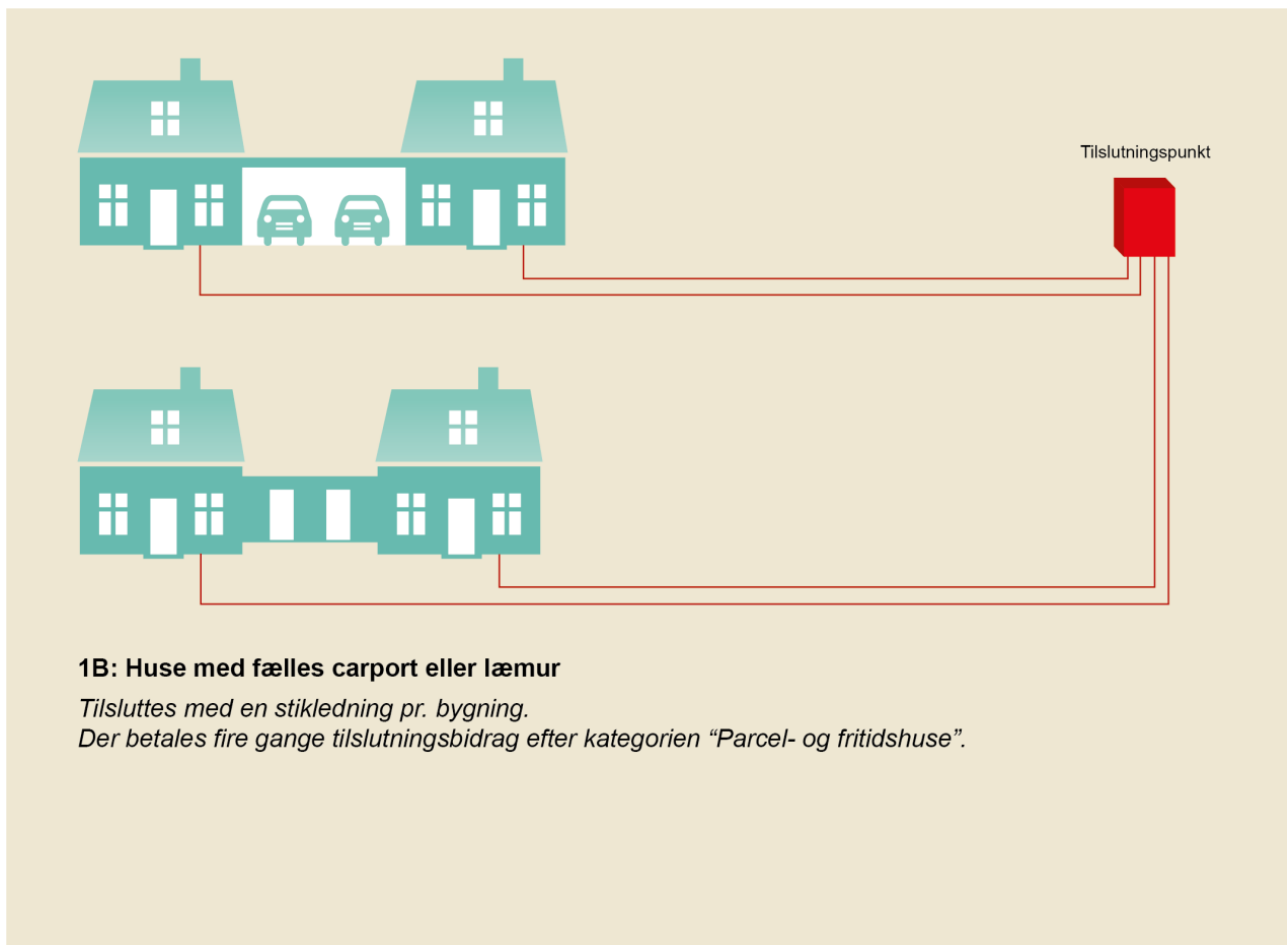 Tilslutningspunkt
1B: Huse med fælles carport eller læmur
Tilsluttes med en stikledning pr. bygning.
Der betales fire gange tilslutningsbidrag efter kategorien “Parcel- og fritidshuse”.